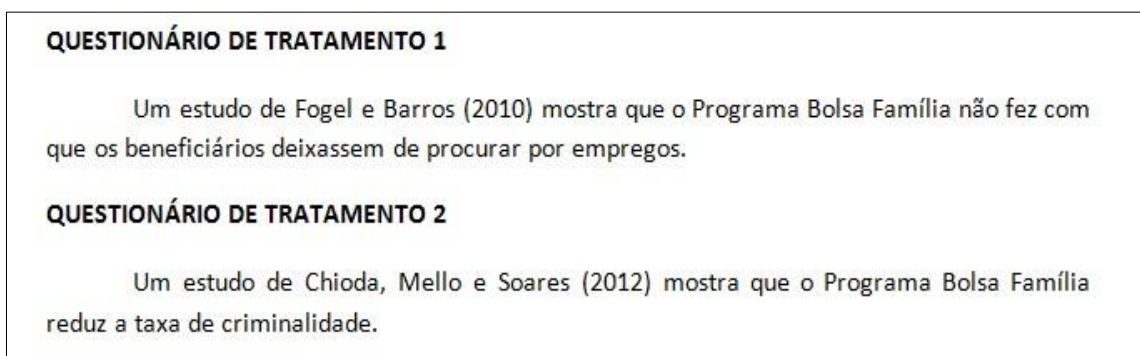 QUESTIONÁRIO DE TRATAMENTO 1
Um estudo de Fogel e Barros (2010) mostra que o Programa Bolsa Família não fez com
que os beneficiários deixassem de procurar por empregos.
QUESTIONÁRIO DE TRATAMENTO 2
Um estudo de Chioda, Mello e Soares (2012) mostra que o Programa Bolsa Família
reduz a taxa de criminalidade.